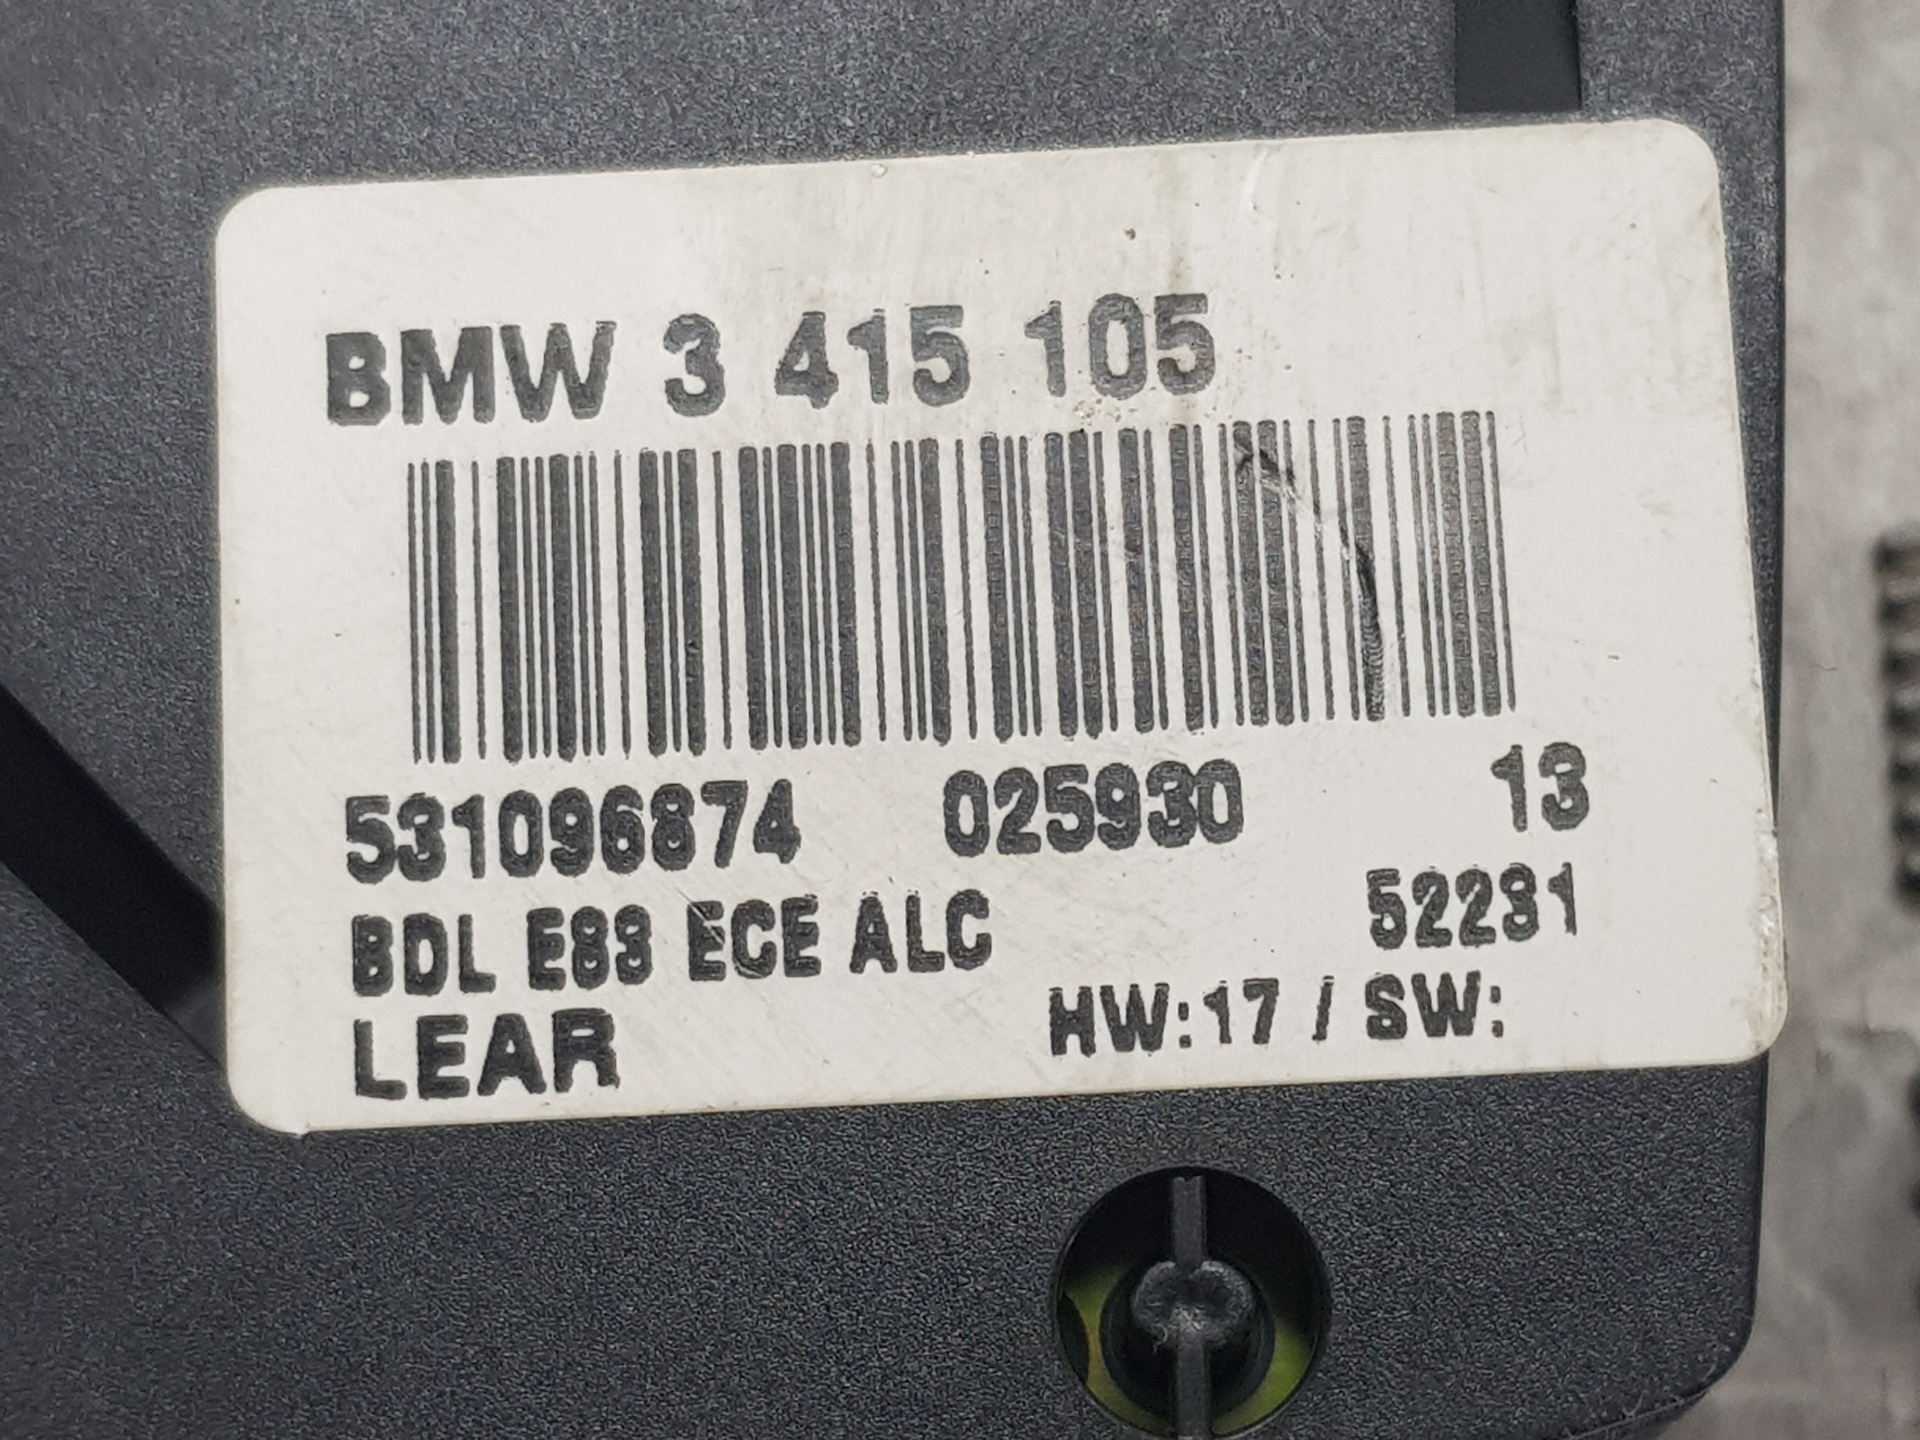 BMW 3 415 105
531096874 025930 13
BDL E83 ECE ALC 52231
LEAR HW:17 / SW: